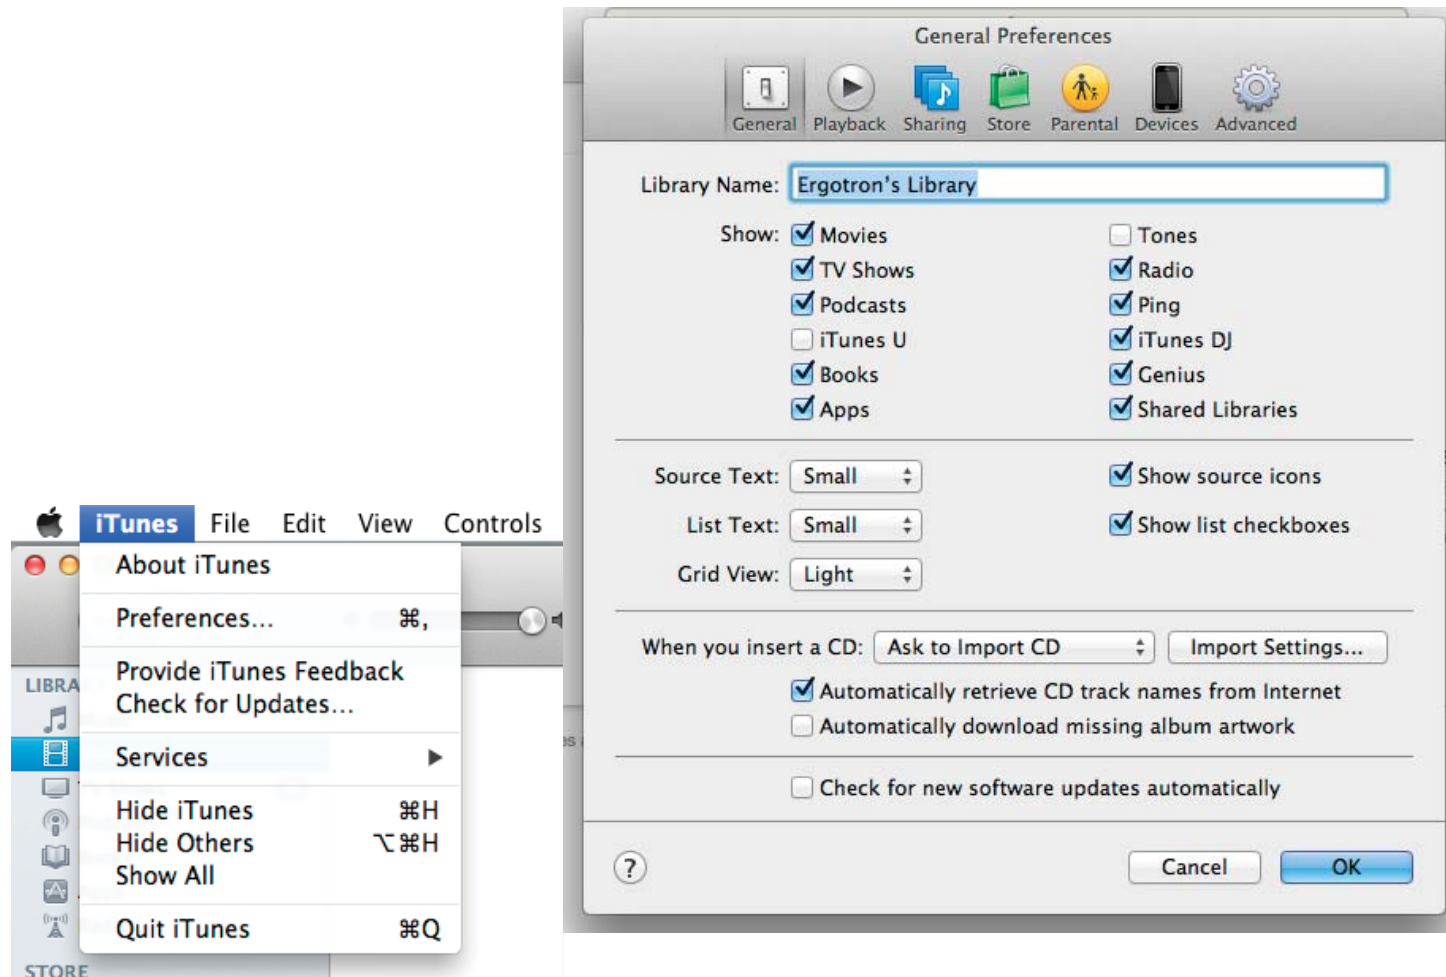 iTunes File Edit View Controls
About iTunes
Preferences... ⌘,
Provide iTunes Feedback
Check for Updates...
Services ▶
Hide iTunes ⌘H
Hide Others ⌥⌘H
Show All
Quit iTunes ⌘Q
LIBRA
STORE
General Preferences
General Playback Sharing Store Parental Devices Advanced
Library Name: Ergotron's Library
Show: Movies Tones
TV Shows Radio
Podcasts Ping
iTunes U iTunes DJ
Books Genius
Apps Shared Libraries
Source Text: Small Show source icons
List Text: Small Show list checkboxes
Grid View: Light
When you insert a CD: Ask to Import CD Import Settings...
Automatically retrieve CD track names from Internet
Automatically download missing album artwork
Check for new software updates automatically
? Cancel OK